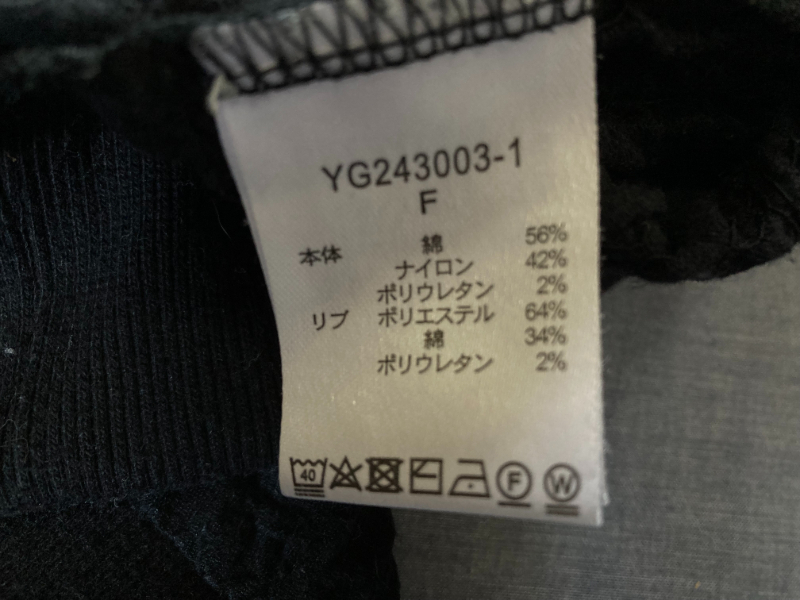 YG243003-1
F
本体 綿 56%
ナイロン 42%
ポリウレタン 2%
リブ ポリエステル 64%
綿 34%
ポリウレタン 2%
40 F W